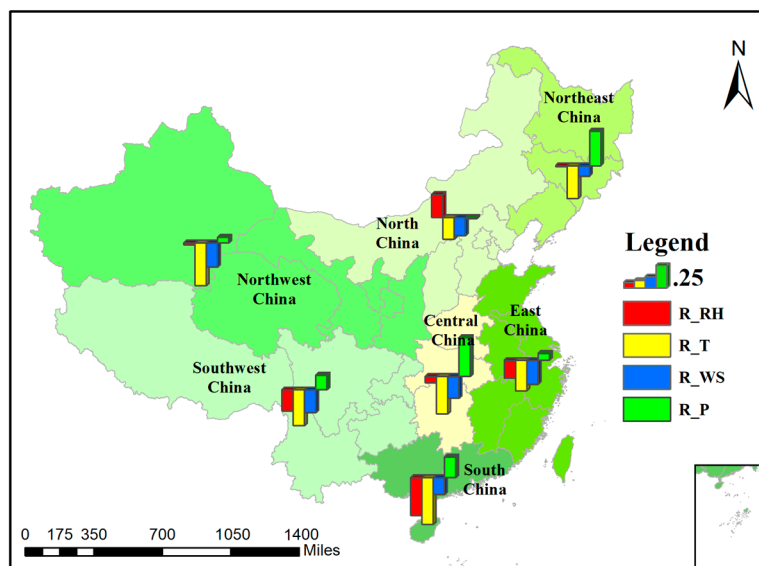 N
Northeast
China
North
China
Northwest
China
Southwest
China
Central
China
East
China
South
China
Legend
.25
R_RH
R_T
R_WS
R_P
0 175 350 700 1050 1400
Miles